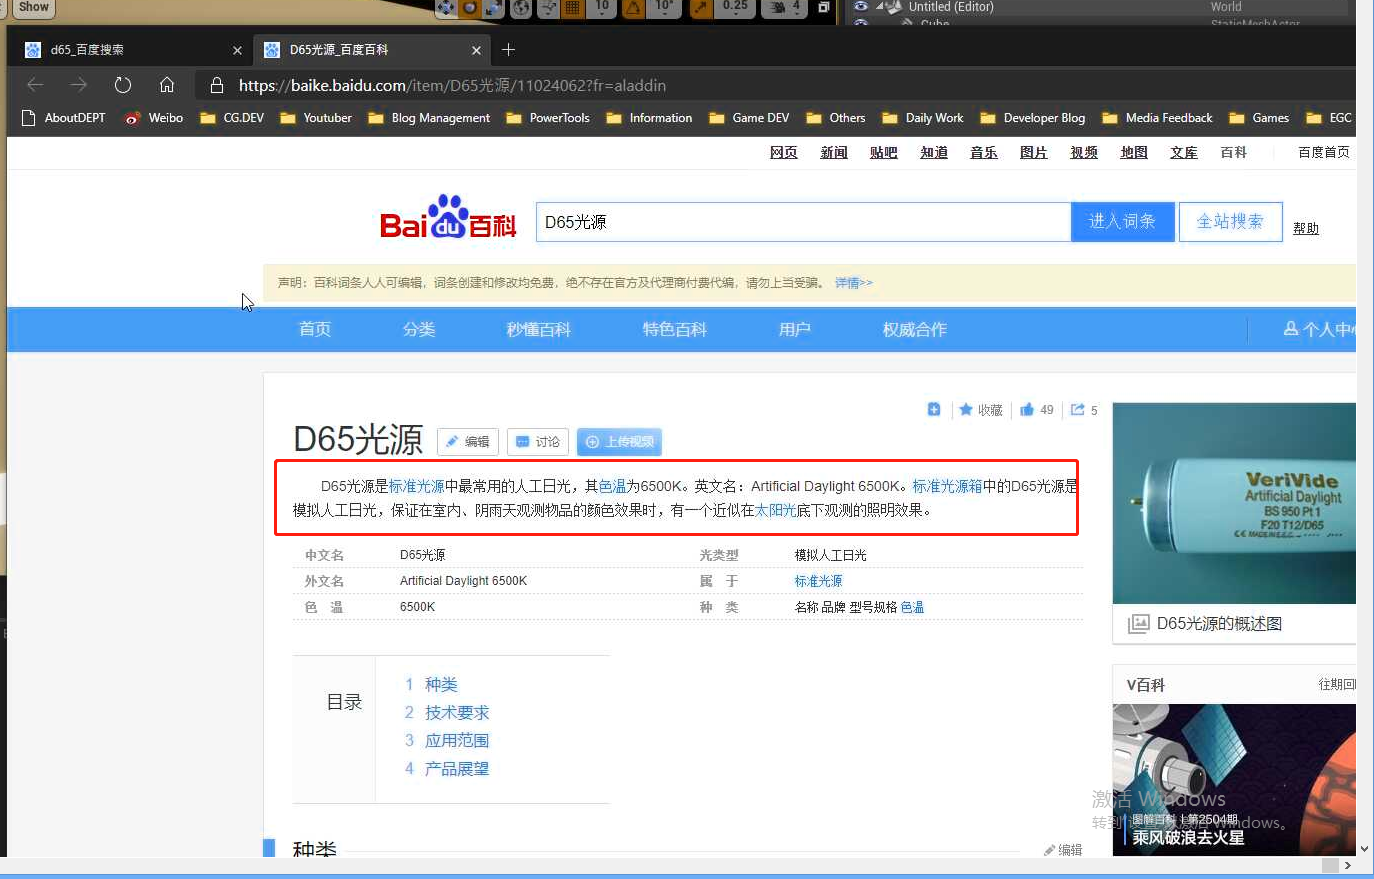 Show
10
10°
0.25
4
Untitled (Editor)
World
Cube
StaticMeshActor
d65_百度搜索
D65光源_百度百科
https://baike.baidu.com/item/D65光源/11024062?fr=aladdin
AboutDEPT
Weibo
CG.DEV
Youtuber
Blog Management
PowerTools
Information
Game DEV
Others
Daily Work
Developer Blog
Media Feedback
Games
EGC
网页
新闻
贴吧
知道
音乐
图片
视频
地图
文库
百科
百度首页
Bai du 百科
D65光源
进入词条
全站搜索
帮助
声明：百科词条人人可编辑，词条创建和修改均免费，绝不存在官方及代理商付费代编，请勿上当受骗。 详情>>
首页
分类
秒懂百科
特色百科
用户
权威合作
个人中心
收藏
49
5
D65光源
编辑
讨论
上传视频
D65光源是标准光源中最常用的人工日光，其色温为6500K。英文名：Artificial Daylight 6500K。标准光源箱中的D65光源是
模拟人工日光，保证在室内、阴雨天观测物品的颜色效果时，有一个近似在太阳光底下观测的照明效果。
中文名 D65光源 光类型 模拟人工日光
外文名 Artificial Daylight 6500K 属 于 标准光源
色 温 6500K 种 类 名称 品牌 型号规格 色温
VeriVide
Artificial Daylight
BS 950 Pt 1
F20 T12/D65
D65光源的概述图
目录
1 种类
2 技术要求
3 应用范围
4 产品展望
V百科
往期回
激活 Windows
转到"设置"以激活 Windows。
图解百科 | 第2504期
乘风破浪去火星
种类
编辑